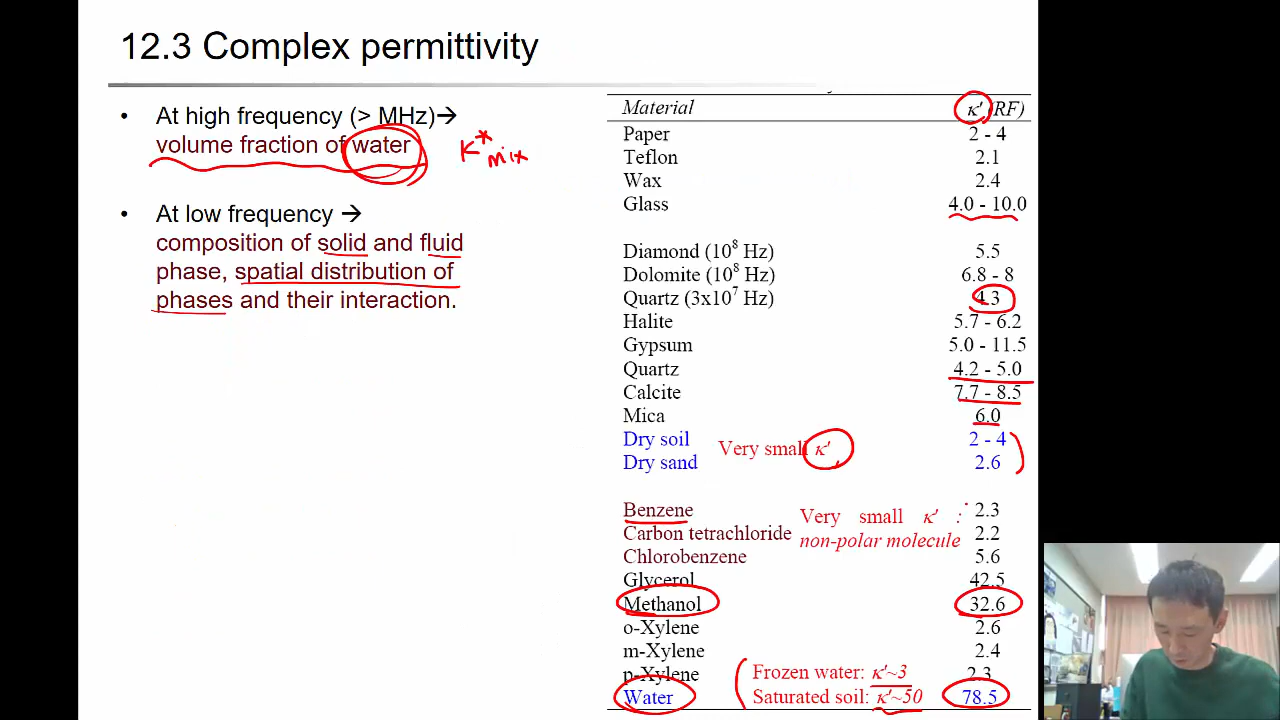 12.3 Complex permittivity
• At high frequency (> MHz)→
volume fraction of water
K*mix
• At low frequency →
composition of solid and fluid
phase, spatial distribution of
phases and their interaction.
Material κ' (RF)
Paper 2 - 4
Teflon 2.1
Wax 2.4
Glass 4.0 - 10.0
Diamond (10⁸ Hz) 5.5
Dolomite (10⁸ Hz) 6.8 - 8
Quartz (3x10⁷ Hz) 4.3
Halite 5.7 - 6.2
Gypsum 5.0 - 11.5
Quartz 4.2 - 5.0
Calcite 7.7 - 8.5
Mica 6.0
Dry soil 2 - 4
Very small κ'
Dry sand 2.6
Benzene 2.3
Very small κ' :
Carbon tetrachloride 2.2
non-polar molecule
Chlorobenzene 5.6
Glycerol 42.5
Methanol 32.6
o-Xylene 2.6
m-Xylene 2.4
p-Xylene 2.3
Frozen water: κ'~3
Water 78.5
Saturated soil: κ'~50